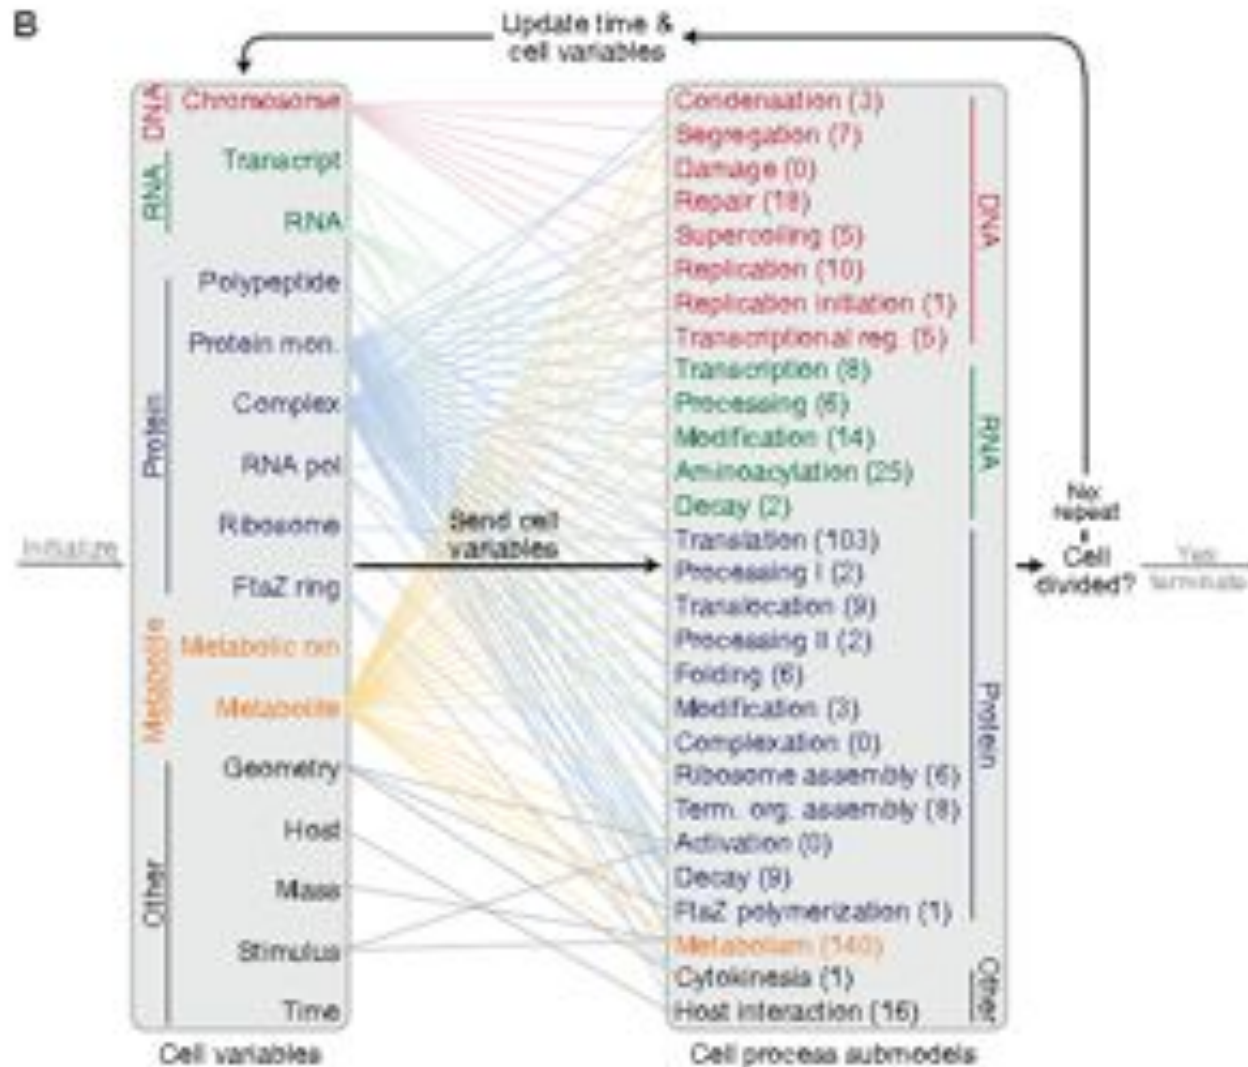 B
Update time &
cell variables
DNA
Chromosome
RNA
Transcript
RNA
Protein
Polypeptide
Protein mon.
Complex
RNA pol
Ribosome
FtsZ ring
Metabolite
Metabolic rxn
Metabolite
Other
Geometry
Host
Mass
Stimulus
Time
Cell variables
Initialize
Send cell
variables
Condensation (3)
Segregation (7)
Damage (0)
Repair (18)
Supercoiling (5)
Replication (10)
Replication initiation (1)
Transcriptional reg. (5)
DNA
Transcription (8)
Processing (6)
Modification (14)
Aminoacylation (25)
Decay (2)
RNA
Translation (103)
Processing I (2)
Translocation (9)
Processing II (2)
Folding (6)
Modification (3)
Complexation (0)
Ribosome assembly (6)
Term. org. assembly (8)
Activation (0)
Decay (9)
FtsZ polymerization (1)
Protein
Metabolism (140)
Cytokinesis (1)
Host interaction (16)
Other
Cell process submodels
No:
repeat
Cell
divided?
Yes:
terminate